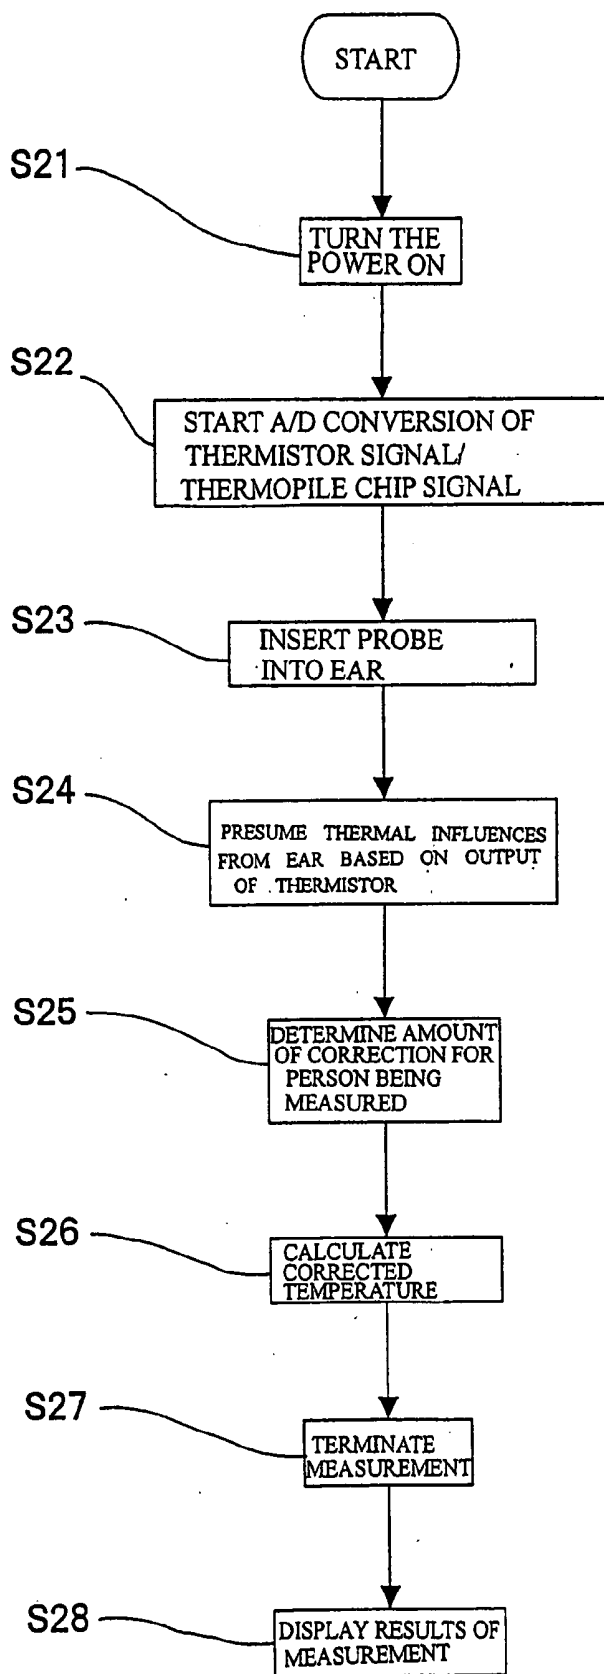 START
S21
TURN THE
POWER ON
S22
START A/D CONVERSION OF
THERMISTOR SIGNAL/
THERMOPILE CHIP SIGNAL
S23
INSERT PROBE
INTO EAR
S24
PRESUME THERMAL INFLUENCES
FROM EAR BASED ON OUTPUT
OF THERMISTOR
S25
DETERMINE AMOUNT
OF CORRECTION FOR
PERSON BEING
MEASURED
S26
CALCULATE
CORRECTED
TEMPERATURE
S27
TERMINATE
MEASUREMENT
S28
DISPLAY RESULTS OF
MEASUREMENT